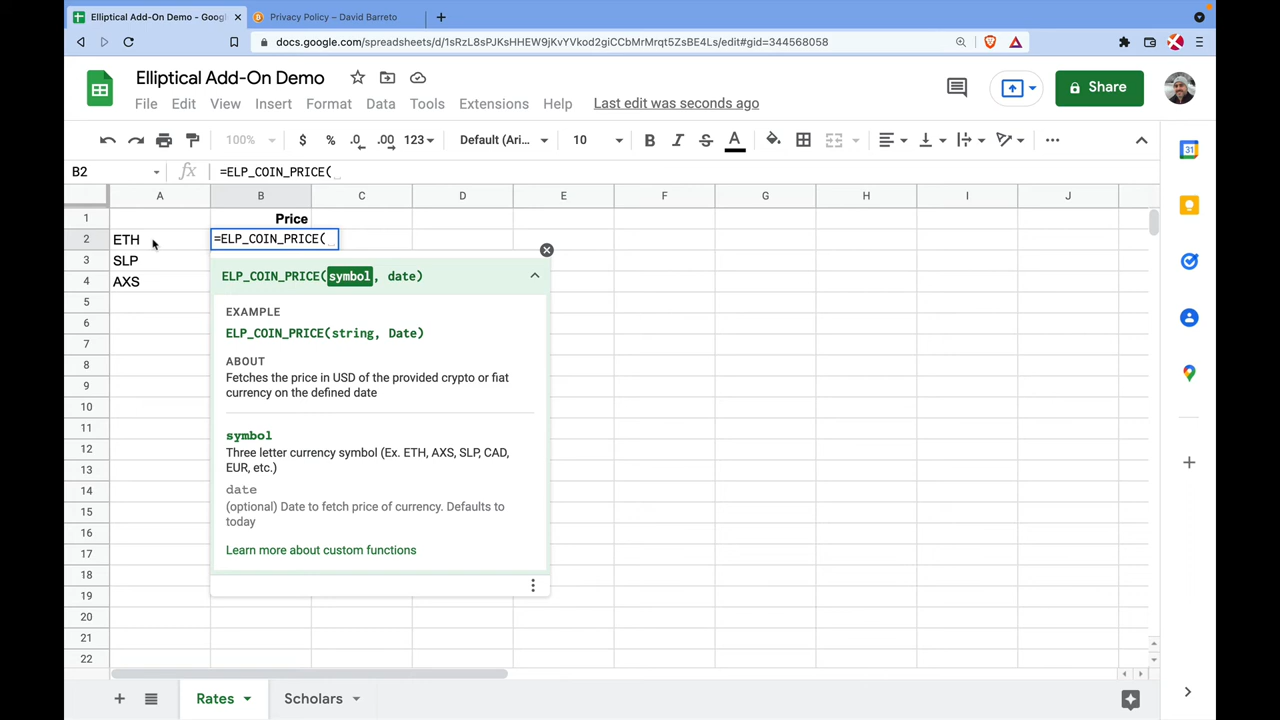 Elliptical Add-On Demo - Goog
Privacy Policy – David Barreto
docs.google.com/spreadsheets/d/1sRzL8sPJKsHHEW9jKvYVkod2giCCbMrMrqt5ZsBE4Ls/edit#gid=344568058
Elliptical Add-On Demo
Share
File Edit View Insert Format Data Tools Extensions Help Last edit was seconds ago
100% $ % .0 .00 123 Default (Ari... 10 B I S A
B2 fx =ELP_COIN_PRICE(
A B C D E F G H I J
1 Price
2 ETH =ELP_COIN_PRICE(
3 SLP
4 AXS
ELP_COIN_PRICE(symbol, date)
5
EXAMPLE
6
ELP_COIN_PRICE(string, Date)
7
ABOUT
8
Fetches the price in USD of the provided crypto or fiat
currency on the defined date
9
10
11
symbol
12
Three letter currency symbol (Ex. ETH, AXS, SLP, CAD,
EUR, etc.)
13
date
14
(optional) Date to fetch price of currency. Defaults to
today
15
16
Learn more about custom functions
17
18
19
20
21
22
Rates Scholars
31